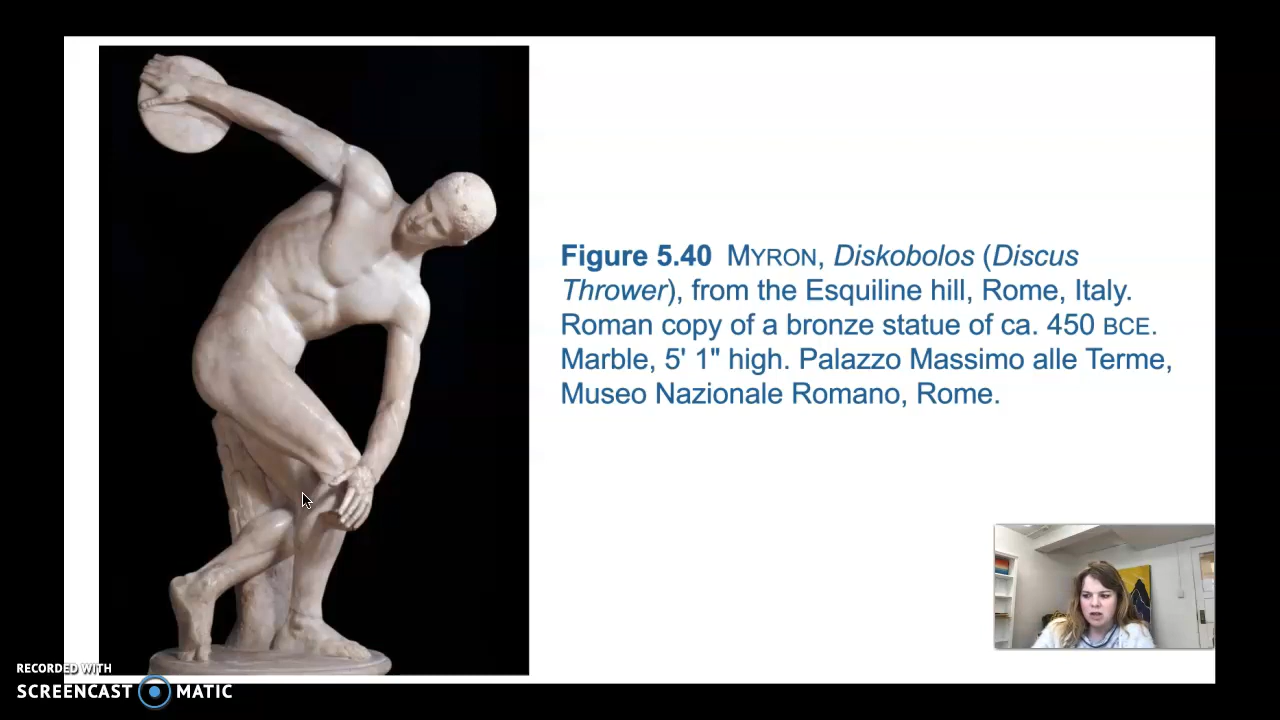 Figure 5.40 MYRON, Diskobolos (Discus
Thrower), from the Esquiline hill, Rome, Italy.
Roman copy of a bronze statue of ca. 450 BCE.
Marble, 5' 1" high. Palazzo Massimo alle Terme,
Museo Nazionale Romano, Rome.
RECORDED WITH
SCREENCAST MATIC